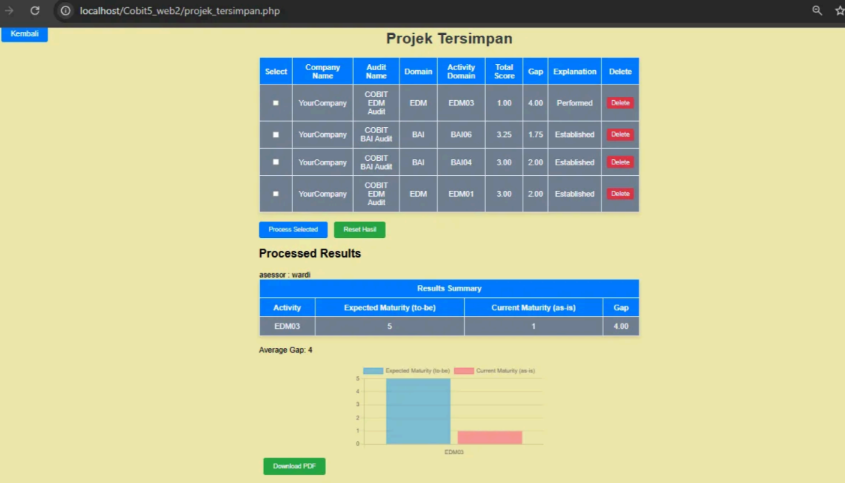 localhost/Cobit5_web2/projek_tersimpan.php
Kembali
Projek Tersimpan
Select Company Name Audit Name Domain Activity Domain Total Score Gap Explanation Delete
YourCompany COBIT EDM Audit EDM EDM03 1.00 4.00 Performed Delete
YourCompany COBIT BAI Audit BAI BAI06 3.25 1.75 Established Delete
YourCompany COBIT BAI Audit BAI BAI04 3.00 2.00 Established Delete
YourCompany COBIT EDM Audit EDM EDM01 3.00 2.00 Established Delete
Process Selected Reset Hasil
Processed Results
asessor : wardi
Results Summary
Activity Expected Maturity (to-be) Current Maturity (as-is) Gap
EDM03 5 1 4.00
Average Gap: 4
Expected Maturity (to-be) Current Maturity (as-is)
5
4
3
2
1
0
EDM03
Download PDF